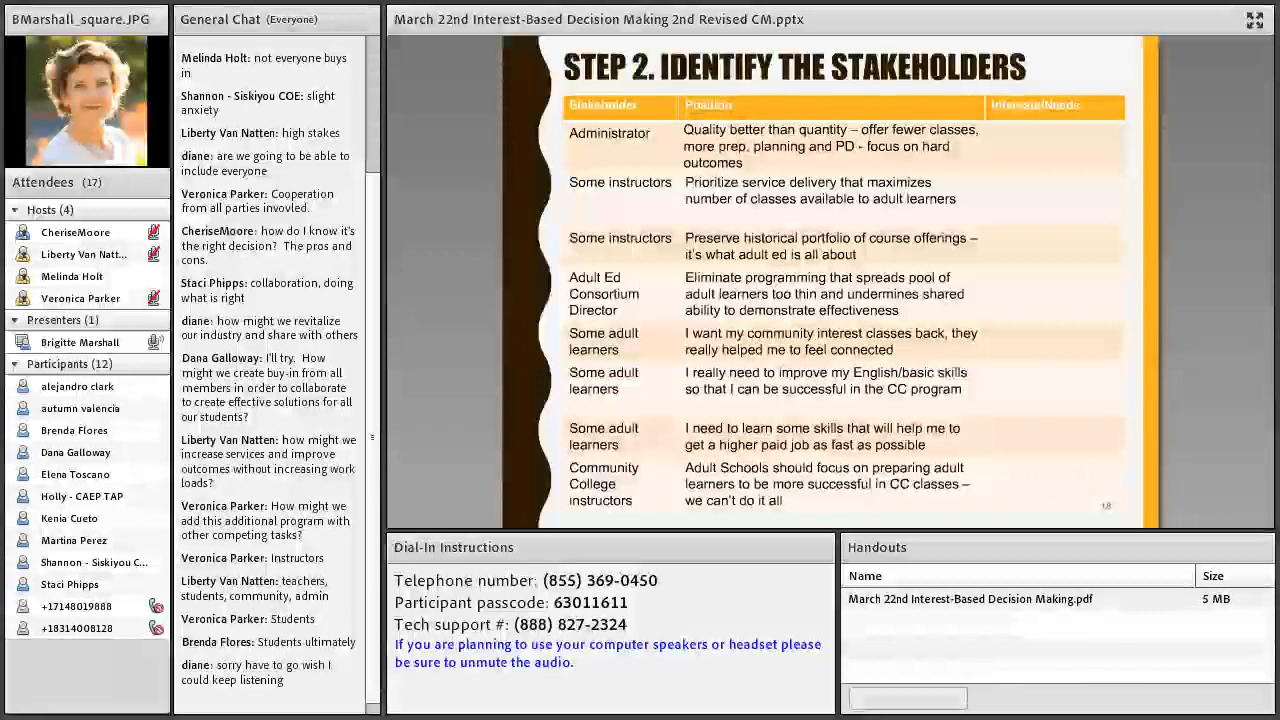 BMarshall_square.JPG
Attendees (17)
Hosts (4)
CheriseMoore
Liberty Van Natt...
Melinda Holt
Veronica Parker
Presenters (1)
Brigitte Marshall
Participants (12)
alejandro clark
autumn valencia
Brenda Flores
Dana Galloway
Elena Toscano
Holly - CAEP TAP
Kenia Cueto
Martina Perez
Shannon - Siskiyou C...
Staci Phipps
+17148019888
+18314008128
General Chat (Everyone)
Melinda Holt: not everyone buys
in
Shannon - Siskiyou COE: slight
anxiety
Liberty Van Natten: high stakes
diane: are we going to be able to
include everyone
Veronica Parker: Cooperation
from all parties invovled.
CheriseMoore: how do I know it's
the right decision? The pros and
cons.
Staci Phipps: collaboration, doing
what is right
diane: how might we revitalize
our industry and share with others
Dana Galloway: I'll try. How
might we create buy-in from all
members in order to collaborate
to create effective solutions for all
our students?
Liberty Van Natten: how might we
increase services and improve
outcomes without increasing work
loads?
Veronica Parker: How might we
add this additional program with
other competing tasks?
Veronica Parker: Instructors
Liberty Van Natten: teachers,
students, community, admin
Veronica Parker: Students
Brenda Flores: Students ultimately
diane: sorry have to go wish I
could keep listening
March 22nd Interest-Based Decision Making 2nd Revised CM.pptx
STEP 2. IDENTIFY THE STAKEHOLDERS
Stakeholder Position Interests/Needs
Administrator Quality better than quantity – offer fewer classes,
more prep, planning and PD - focus on hard
outcomes
Some instructors Prioritize service delivery that maximizes
number of classes available to adult learners
Some instructors Preserve historical portfolio of course offerings –
it's what adult ed is all about
Adult Ed Eliminate programming that spreads pool of
Consortium adult learners too thin and undermines shared
Director ability to demonstrate effectiveness
Some adult I want my community interest classes back, they
learners really helped me to feel connected
Some adult I really need to improve my English/basic skills
learners so that I can be successful in the CC program
Some adult I need to learn some skills that will help me to
learners get a higher paid job as fast as possible
Community Adult Schools should focus on preparing adult
College learners to be more successful in CC classes –
instructors we can't do it all
18
Dial-In Instructions
Telephone number: (855) 369-0450
Participant passcode: 63011611
Tech support #: (888) 827-2324
If you are planning to use your computer speakers or headset please
be sure to unmute the audio.
Handouts
Name Size
March 22nd Interest-Based Decision Making.pdf 5 MB